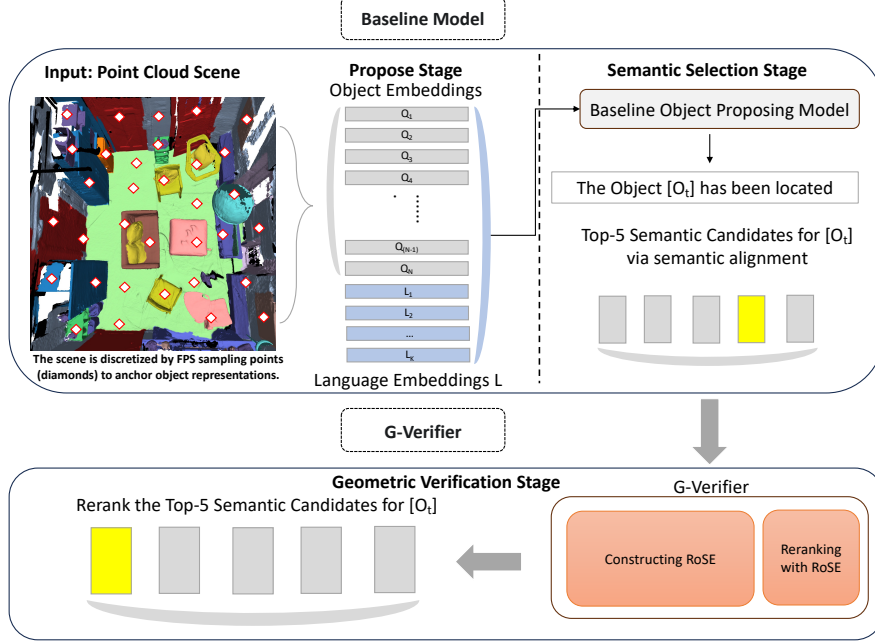 Baseline Model
Input: Point Cloud Scene
The scene is discretized by FPS sampling points
(diamonds) to anchor object representations.
Propose Stage
Object Embeddings
Q₁
Q₂
Q₃
Q₄
Q₍N-1₎
Q_N
L₁
L₂
...
L_K
Language Embeddings L
Semantic Selection Stage
Baseline Object Proposing Model
The Object [Oₜ] has been located
Top-5 Semantic Candidates for [Oₜ]
via semantic alignment
G-Verifier
Geometric Verification Stage
Rerank the Top-5 Semantic Candidates for [Oₜ]
G-Verifier
Constructing RoSE
Reranking
with RoSE